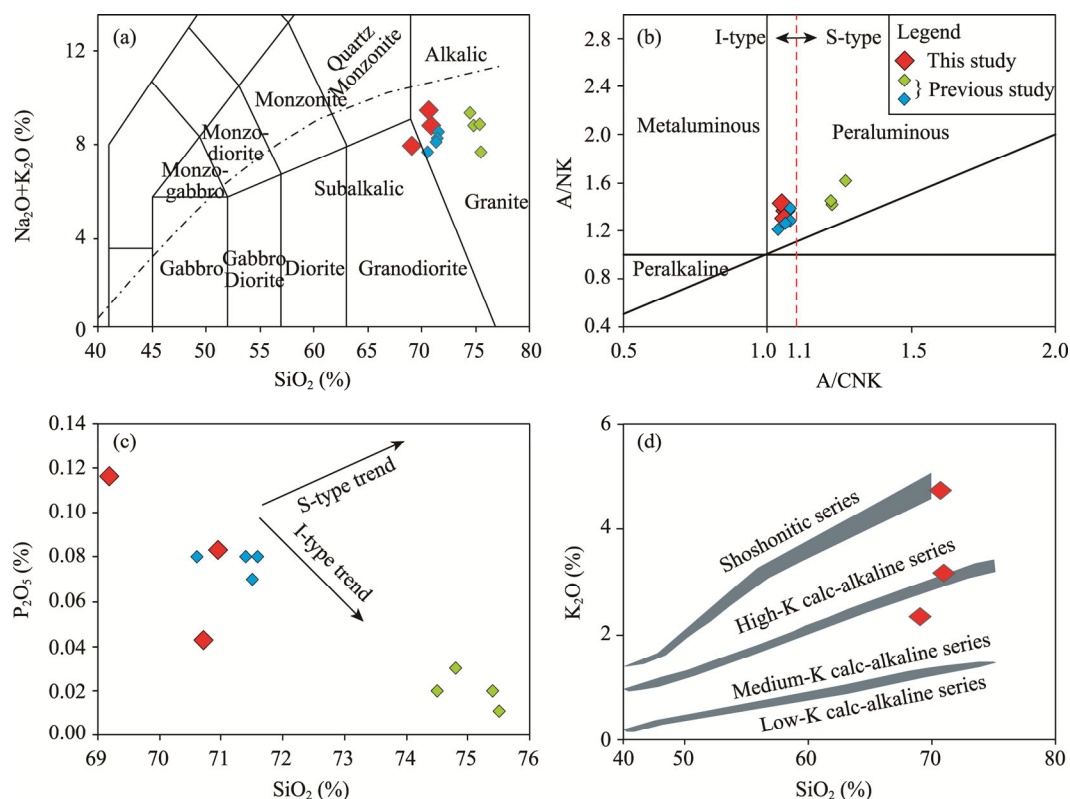 (a)
12
8
4
0
40
45
50
55
60
65
70
75
80
Na₂O+K₂O (%)
SiO₂ (%)
Quartz
Monzonite
Alkalic
Monzonite
Monzo-
diorite
Monzo-
gabbro
Subalkalic
Granite
Gabbro
Gabbro
Diorite
Diorite
Granodiorite
(b)
I-type
S-type
Legend
This study
} Previous study
Metaluminous
Peraluminous
Peralkaline
2.8
2.4
2.0
1.6
1.2
0.8
0.4
0.5
1.0
1.1
1.5
2.0
A/NK
A/CNK
(c)
0.14
0.12
0.10
0.08
0.06
0.04
0.02
0.00
69
70
71
72
73
74
75
76
P₂O₅ (%)
SiO₂ (%)
S-type trend
I-type trend
(d)
6
4
2
0
40
50
60
70
80
K₂O (%)
SiO₂ (%)
Shoshonitic series
High-K calc-alkaline series
Medium-K calc-alkaline series
Low-K calc-alkaline series